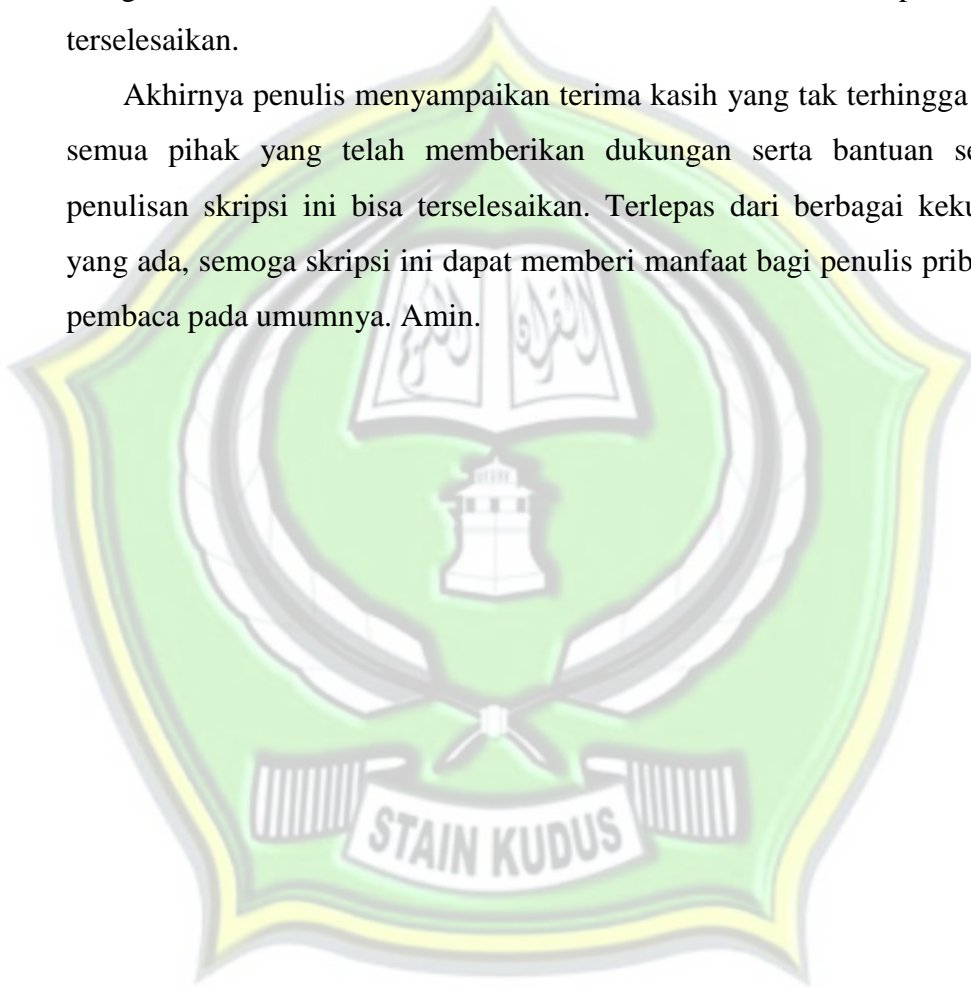 terselesaikan.
Akhirnya penulis menyampaikan terima kasih yang tak terhingga
semua pihak yang telah memberikan dukungan serta bantuan se
penulisan skripsi ini bisa terselesaikan. Terlepas dari berbagai keku
yang ada, semoga skripsi ini dapat memberi manfaat bagi penulis prib
pembaca pada umumnya. Amin.
STAIN KUDUS